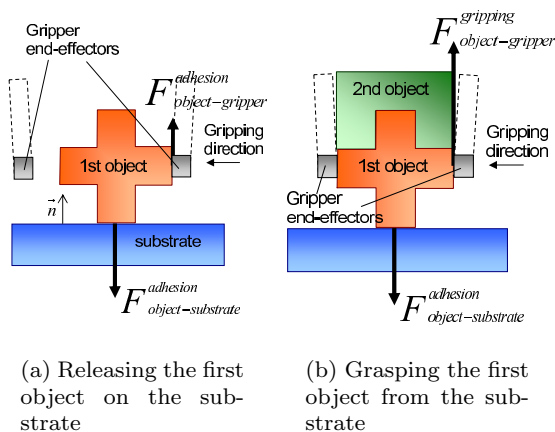 Gripper
end-effectors
F adhesion object-gripper
Gripping
direction
1st object
n
substrate
F adhesion object-substrate
(a) Releasing the first
object on the sub-
strate
F gripping object-gripper
2nd object
Gripping
direction
1st object
Gripper
end-effectors
substrate
F adhesion object-substrate
(b) Grasping the first
object from the sub-
strate